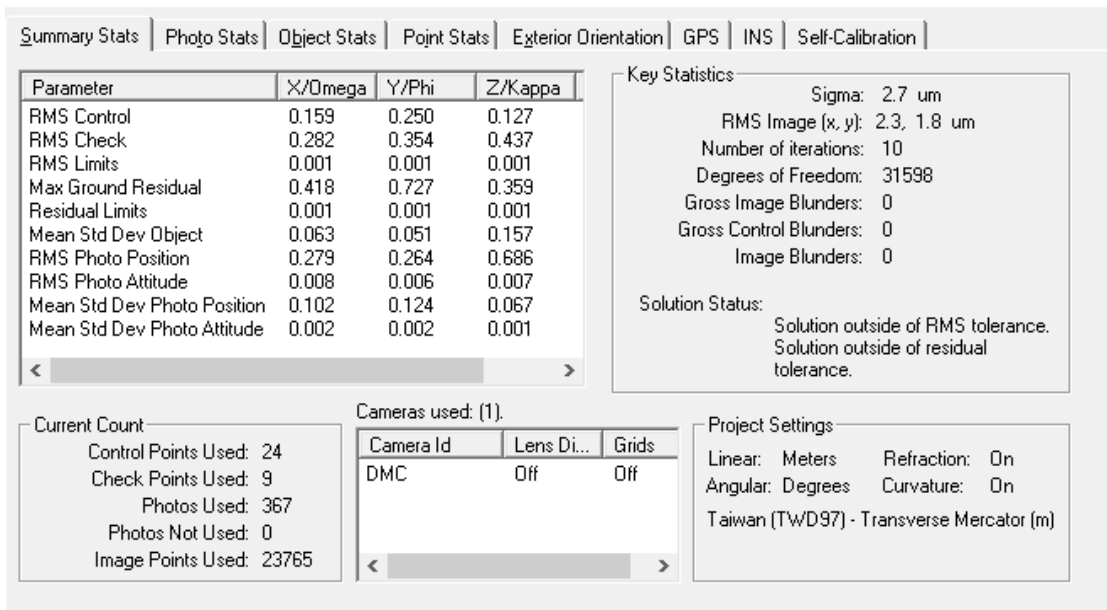 Summary Stats Photo Stats Object Stats Point Stats Exterior Orientation GPS INS Self-Calibration
Parameter X/Omega Y/Phi Z/Kappa
RMS Control 0.159 0.250 0.127
RMS Check 0.282 0.354 0.437
RMS Limits 0.001 0.001 0.001
Max Ground Residual 0.418 0.727 0.359
Residual Limits 0.001 0.001 0.001
Mean Std Dev Object 0.063 0.051 0.157
RMS Photo Position 0.279 0.264 0.686
RMS Photo Attitude 0.008 0.006 0.007
Mean Std Dev Photo Position 0.102 0.124 0.067
Mean Std Dev Photo Attitude 0.002 0.002 0.001
Key Statistics
Sigma: 2.7 um
RMS Image (x, y): 2.3, 1.8 um
Number of iterations: 10
Degrees of Freedom: 31598
Gross Image Blunders: 0
Gross Control Blunders: 0
Image Blunders: 0
Solution Status:
Solution outside of RMS tolerance.
Solution outside of residual
tolerance.
Current Count
Control Points Used: 24
Check Points Used: 9
Photos Used: 367
Photos Not Used: 0
Image Points Used: 23765
Cameras used: (1).
Camera Id Lens Di... Grids
DMC Off Off
Project Settings
Linear: Meters Refraction: On
Angular: Degrees Curvature: On
Taiwan (TWD97) - Transverse Mercator (m)